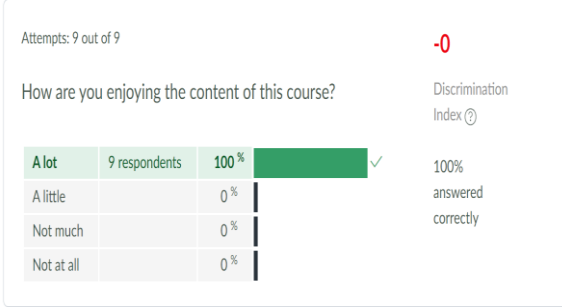 Attempts: 9 out of 9
-0
How are you enjoying the content of this course?
Discrimination
Index ?
A lot 9 respondents 100 %
A little 0 %
Not much 0 %
Not at all 0 %
100%
answered
correctly